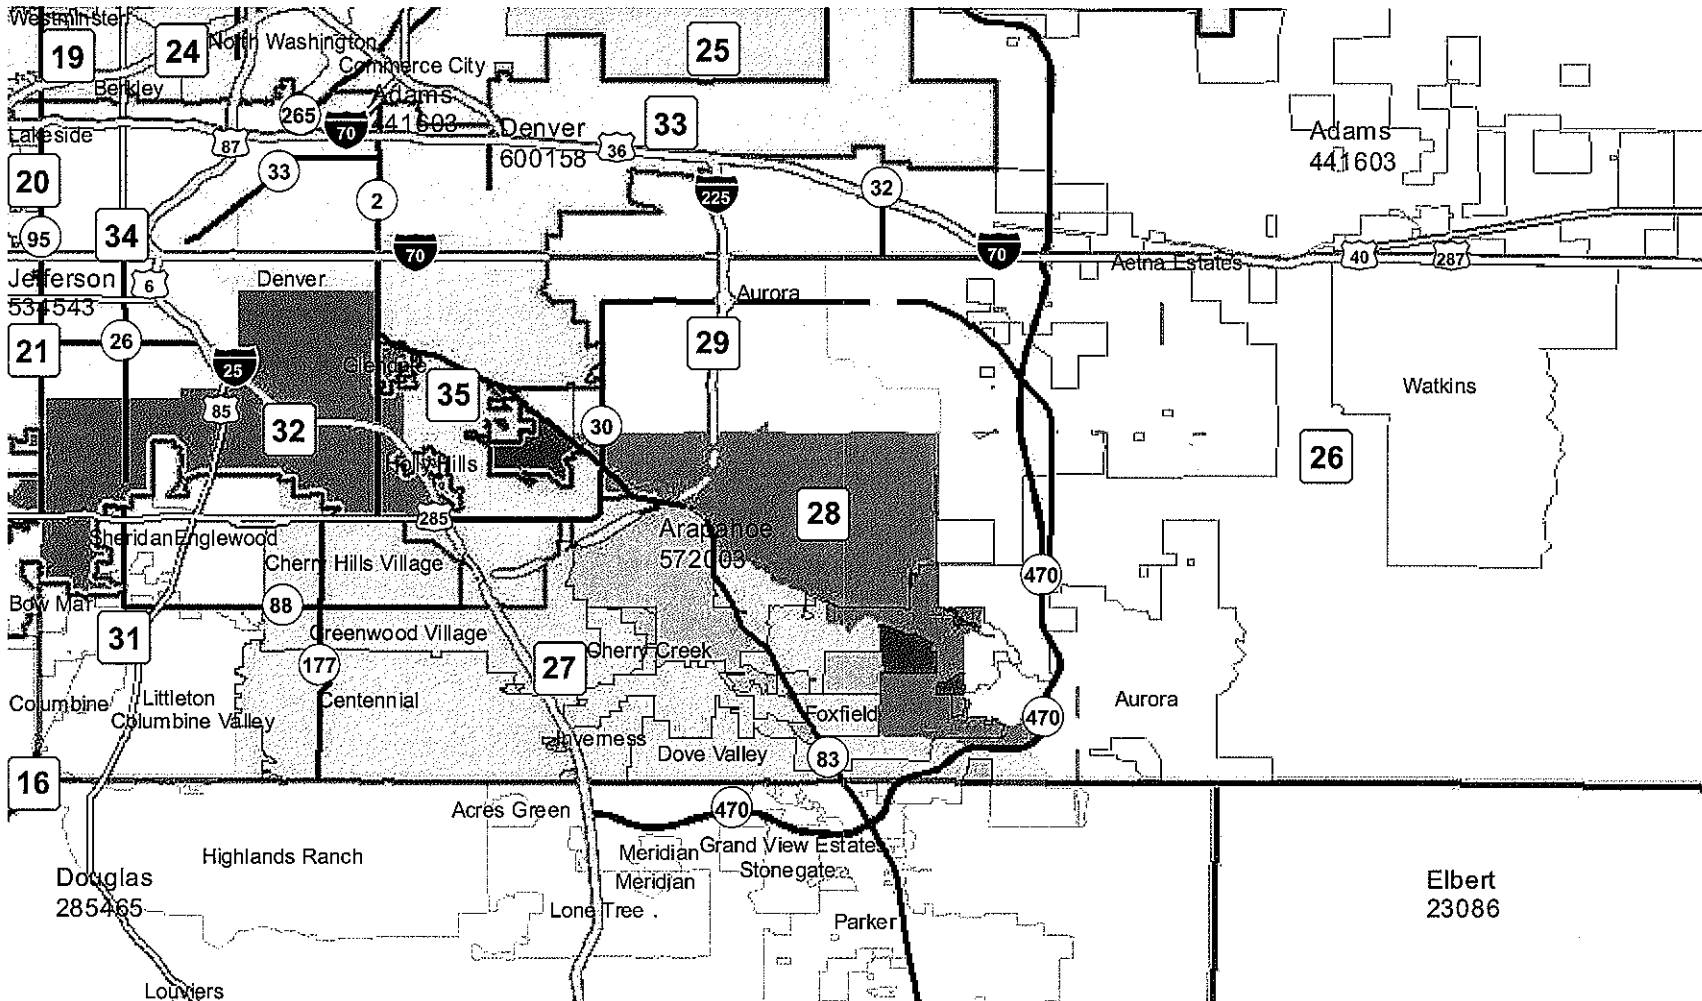 Westminster
19
24
North Washington
25
Commerce City
Berkley
Adams
441603
265
70
33
Denver
600158
36
Lakeside
87
Adams
441603
20
33
2
225
32
95
34
70
70
40
287
Aetna Estates
Jefferson
534543
6
Denver
Aurora
21
26
29
25
Glendale
35
Watkins
85
32
30
26
Holly Hills
28
285
Arapahoe
572003
Sheridan
Englewood
Cherry Hills Village
470
Bow Mar
88
31
Greenwood Village
177
27
Cherry Creek
Columbine
Littleton
Columbine Valley
Centennial
Foxfield
470
Aurora
Inverness
Dove Valley
83
16
Acres Green
470
Highlands Ranch
Meridian
Grand View Estates
Stonegate
Meridian
Douglas
285465
Elbert
23086
Lone Tree
Parker
Louviers